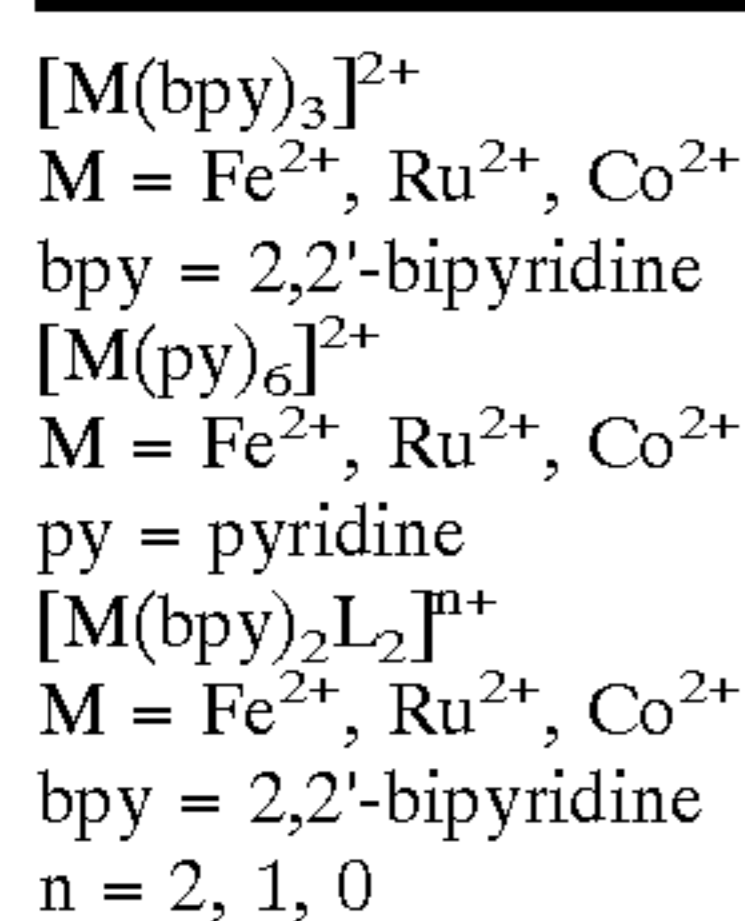 [M(bpy)₃]²⁺
M = Fe²⁺, Ru²⁺, Co²⁺
bpy = 2,2'-bipyridine
[M(py)₆]²⁺
M = Fe²⁺, Ru²⁺, Co²⁺
py = pyridine
[M(bpy)₂L₂]ⁿ⁺
M = Fe²⁺, Ru²⁺, Co²⁺
bpy = 2,2'-bipyridine
n = 2, 1, 0